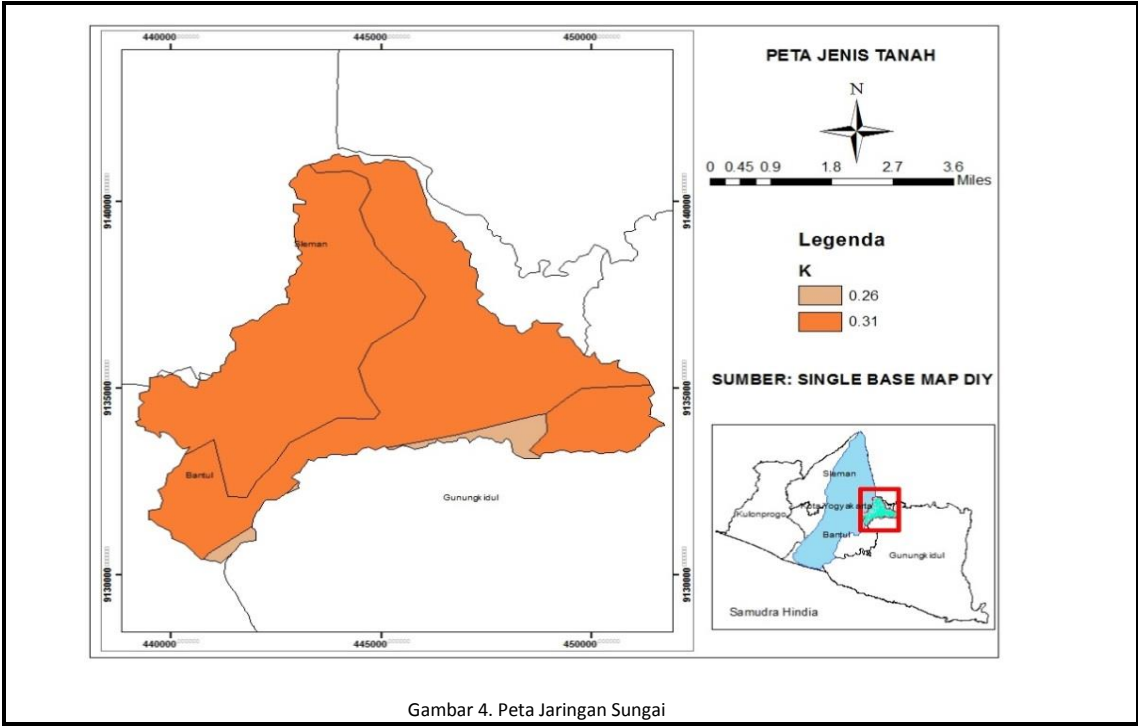 440000 445000 450000
9140000 9140000
9135000 9135000
9130000 9130000
440000 445000 450000
Sleman
Bantul
Gunungkidul
PETA JENIS TANAH
N
0 0.45 0.9 1.8 2.7 3.6
Miles
Legenda
K
0.26
0.31
SUMBER: SINGLE BASE MAP DIY
Sleman
Kulonprogo
Kota Yogyakarta
Bantul
Gunungkidul
Samudra Hindia
Gambar 4. Peta Jaringan Sungai